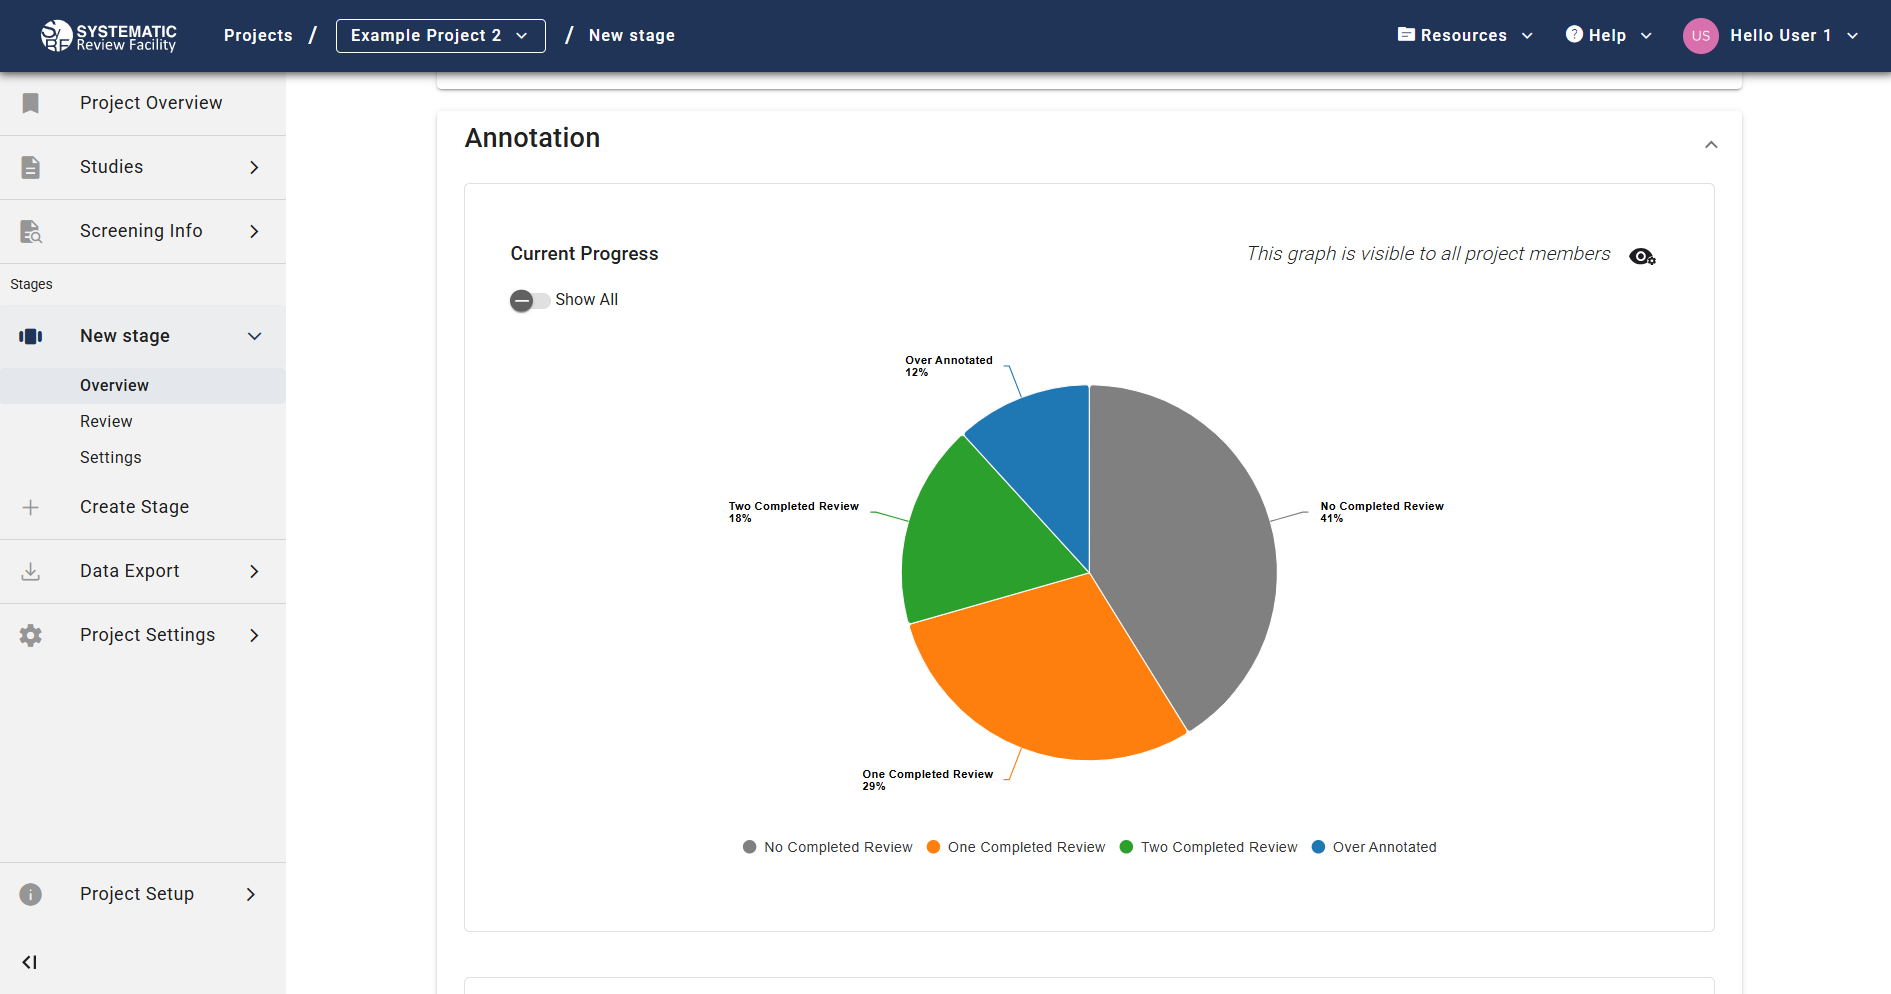 SYSTEMATIC
Review Facility
Projects / Example Project 2 / New stage
Resources
? Help
US Hello User 1
Project Overview
Studies
Screening Info
Stages
New stage
Overview
Review
Settings
Create Stage
Data Export
Project Settings
Project Setup
Annotation
Current Progress
This graph is visible to all project members
Show All
Over Annotated
12%
Two Completed Review
18%
No Completed Review
41%
One Completed Review
29%
No Completed Review One Completed Review Two Completed Review Over Annotated